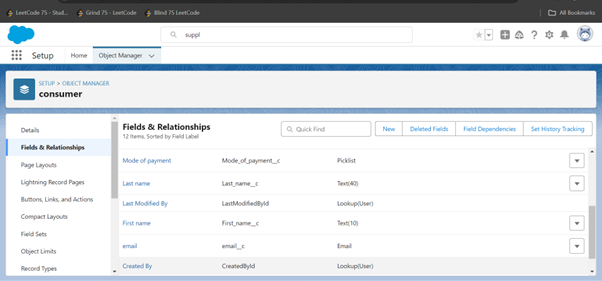 LeetCode 75 - Stud...
Grind 75 - LeetCode
Blind 75 LeetCode
All Bookmarks
suppl
Setup
Home
Object Manager
SETUP > OBJECT MANAGER
consumer
Details
Fields & Relationships
Page Layouts
Lightning Record Pages
Buttons, Links, and Actions
Compact Layouts
Field Sets
Object Limits
Record Types
Fields & Relationships
12 Items, Sorted by Field Label
Quick Find
New
Deleted Fields
Field Dependencies
Set History Tracking
Mode of payment Mode_of_payment__c Picklist
Last name Last_name__c Text(40)
Last Modified By LastModifiedById Lookup(User)
First name First_name__c Text(10)
email email__c Email
Created By CreatedById Lookup(User)